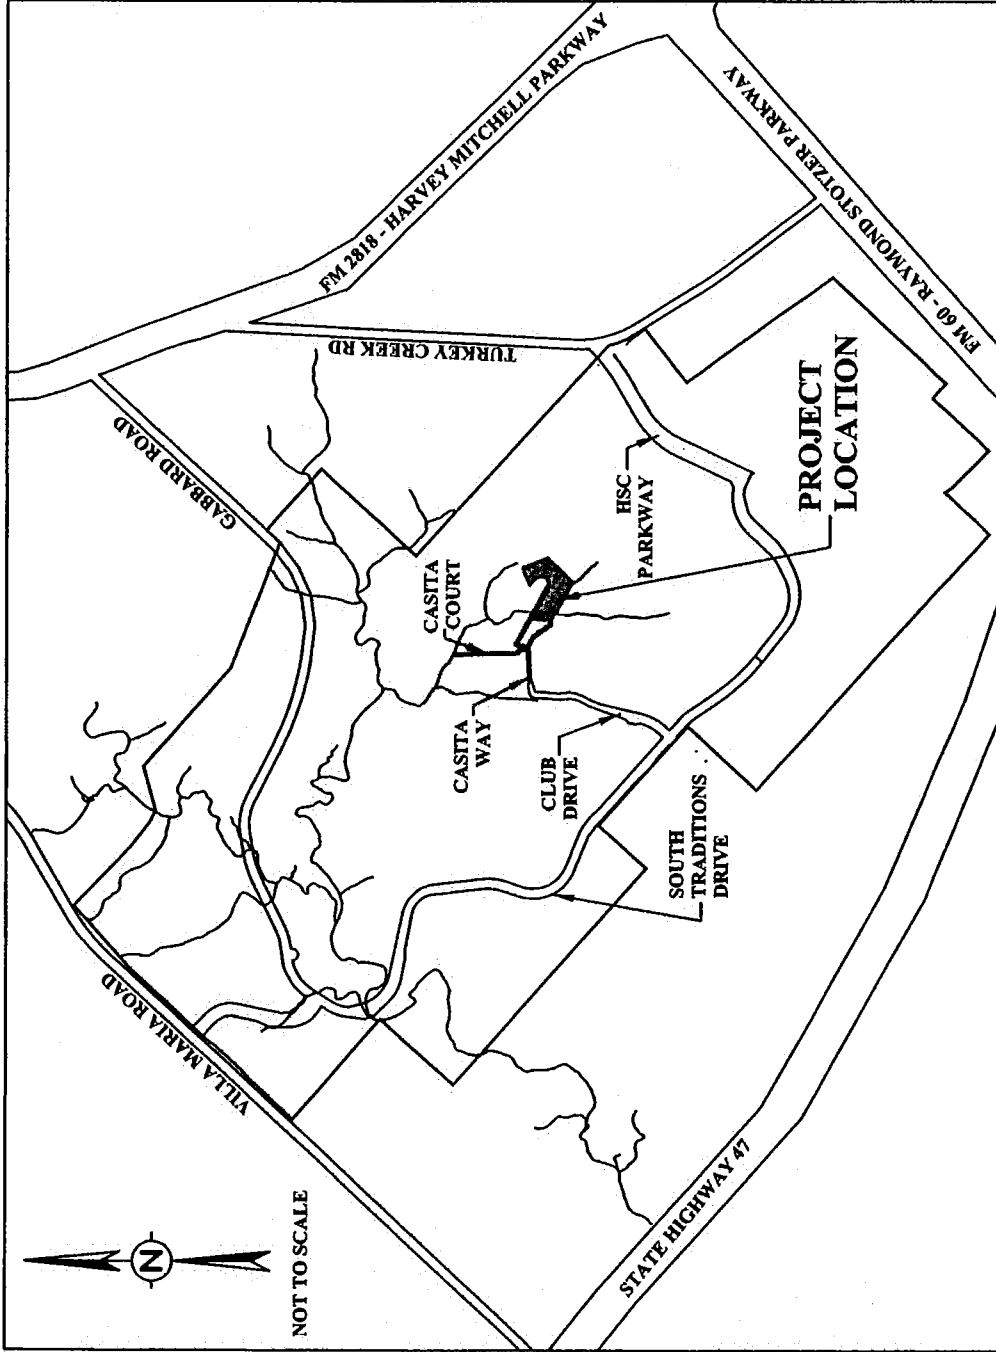 FM 2818 - HARVEY MITCHELL PARKWAY
FM 60 - RAYMOND STOTZER PARKWAY
TURKEY CREEK RD
GABBARD ROAD
VILLA MARIA ROAD
CASITA
COURT
HSC
PARKWAY
PROJECT
LOCATION
CASITA
WAY
CLUB
DRIVE
SOUTH
TRADITIONS
DRIVE
STATE HIGHWAY 47
N
NOT TO SCALE